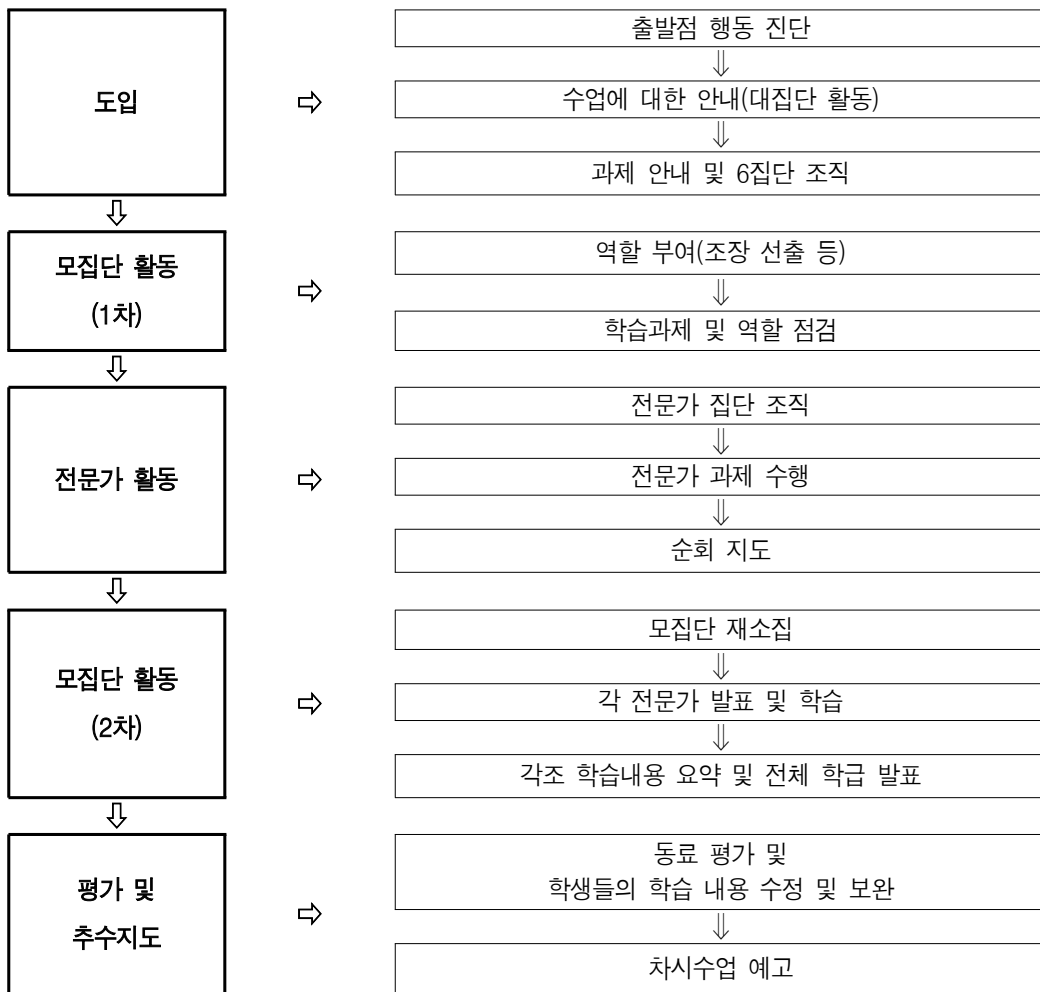 도입
출발점 행동 진단
수업에 대한 안내(대집단 활동)
과제 안내 및 6집단 조직
모집단 활동
(1차)
역할 부여(조장 선출 등)
학습과제 및 역할 점검
전문가 활동
전문가 집단 조직
전문가 과제 수행
순회 지도
모집단 활동
(2차)
모집단 재소집
각 전문가 발표 및 학습
각조 학습내용 요약 및 전체 학급 발표
평가 및
추수지도
동료 평가 및
학생들의 학습 내용 수정 및 보완
차시수업 예고